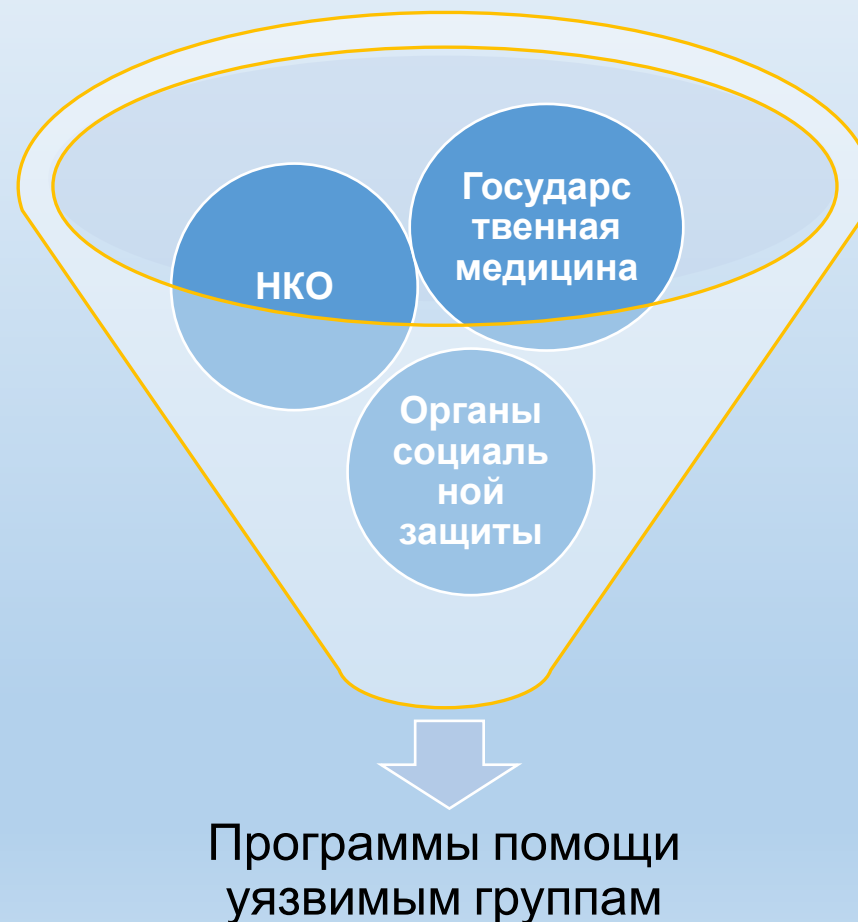 Государс
твенная
медицина
НКО
Органы
социаль
ной
защиты
Программы помощи
уязвимым группам